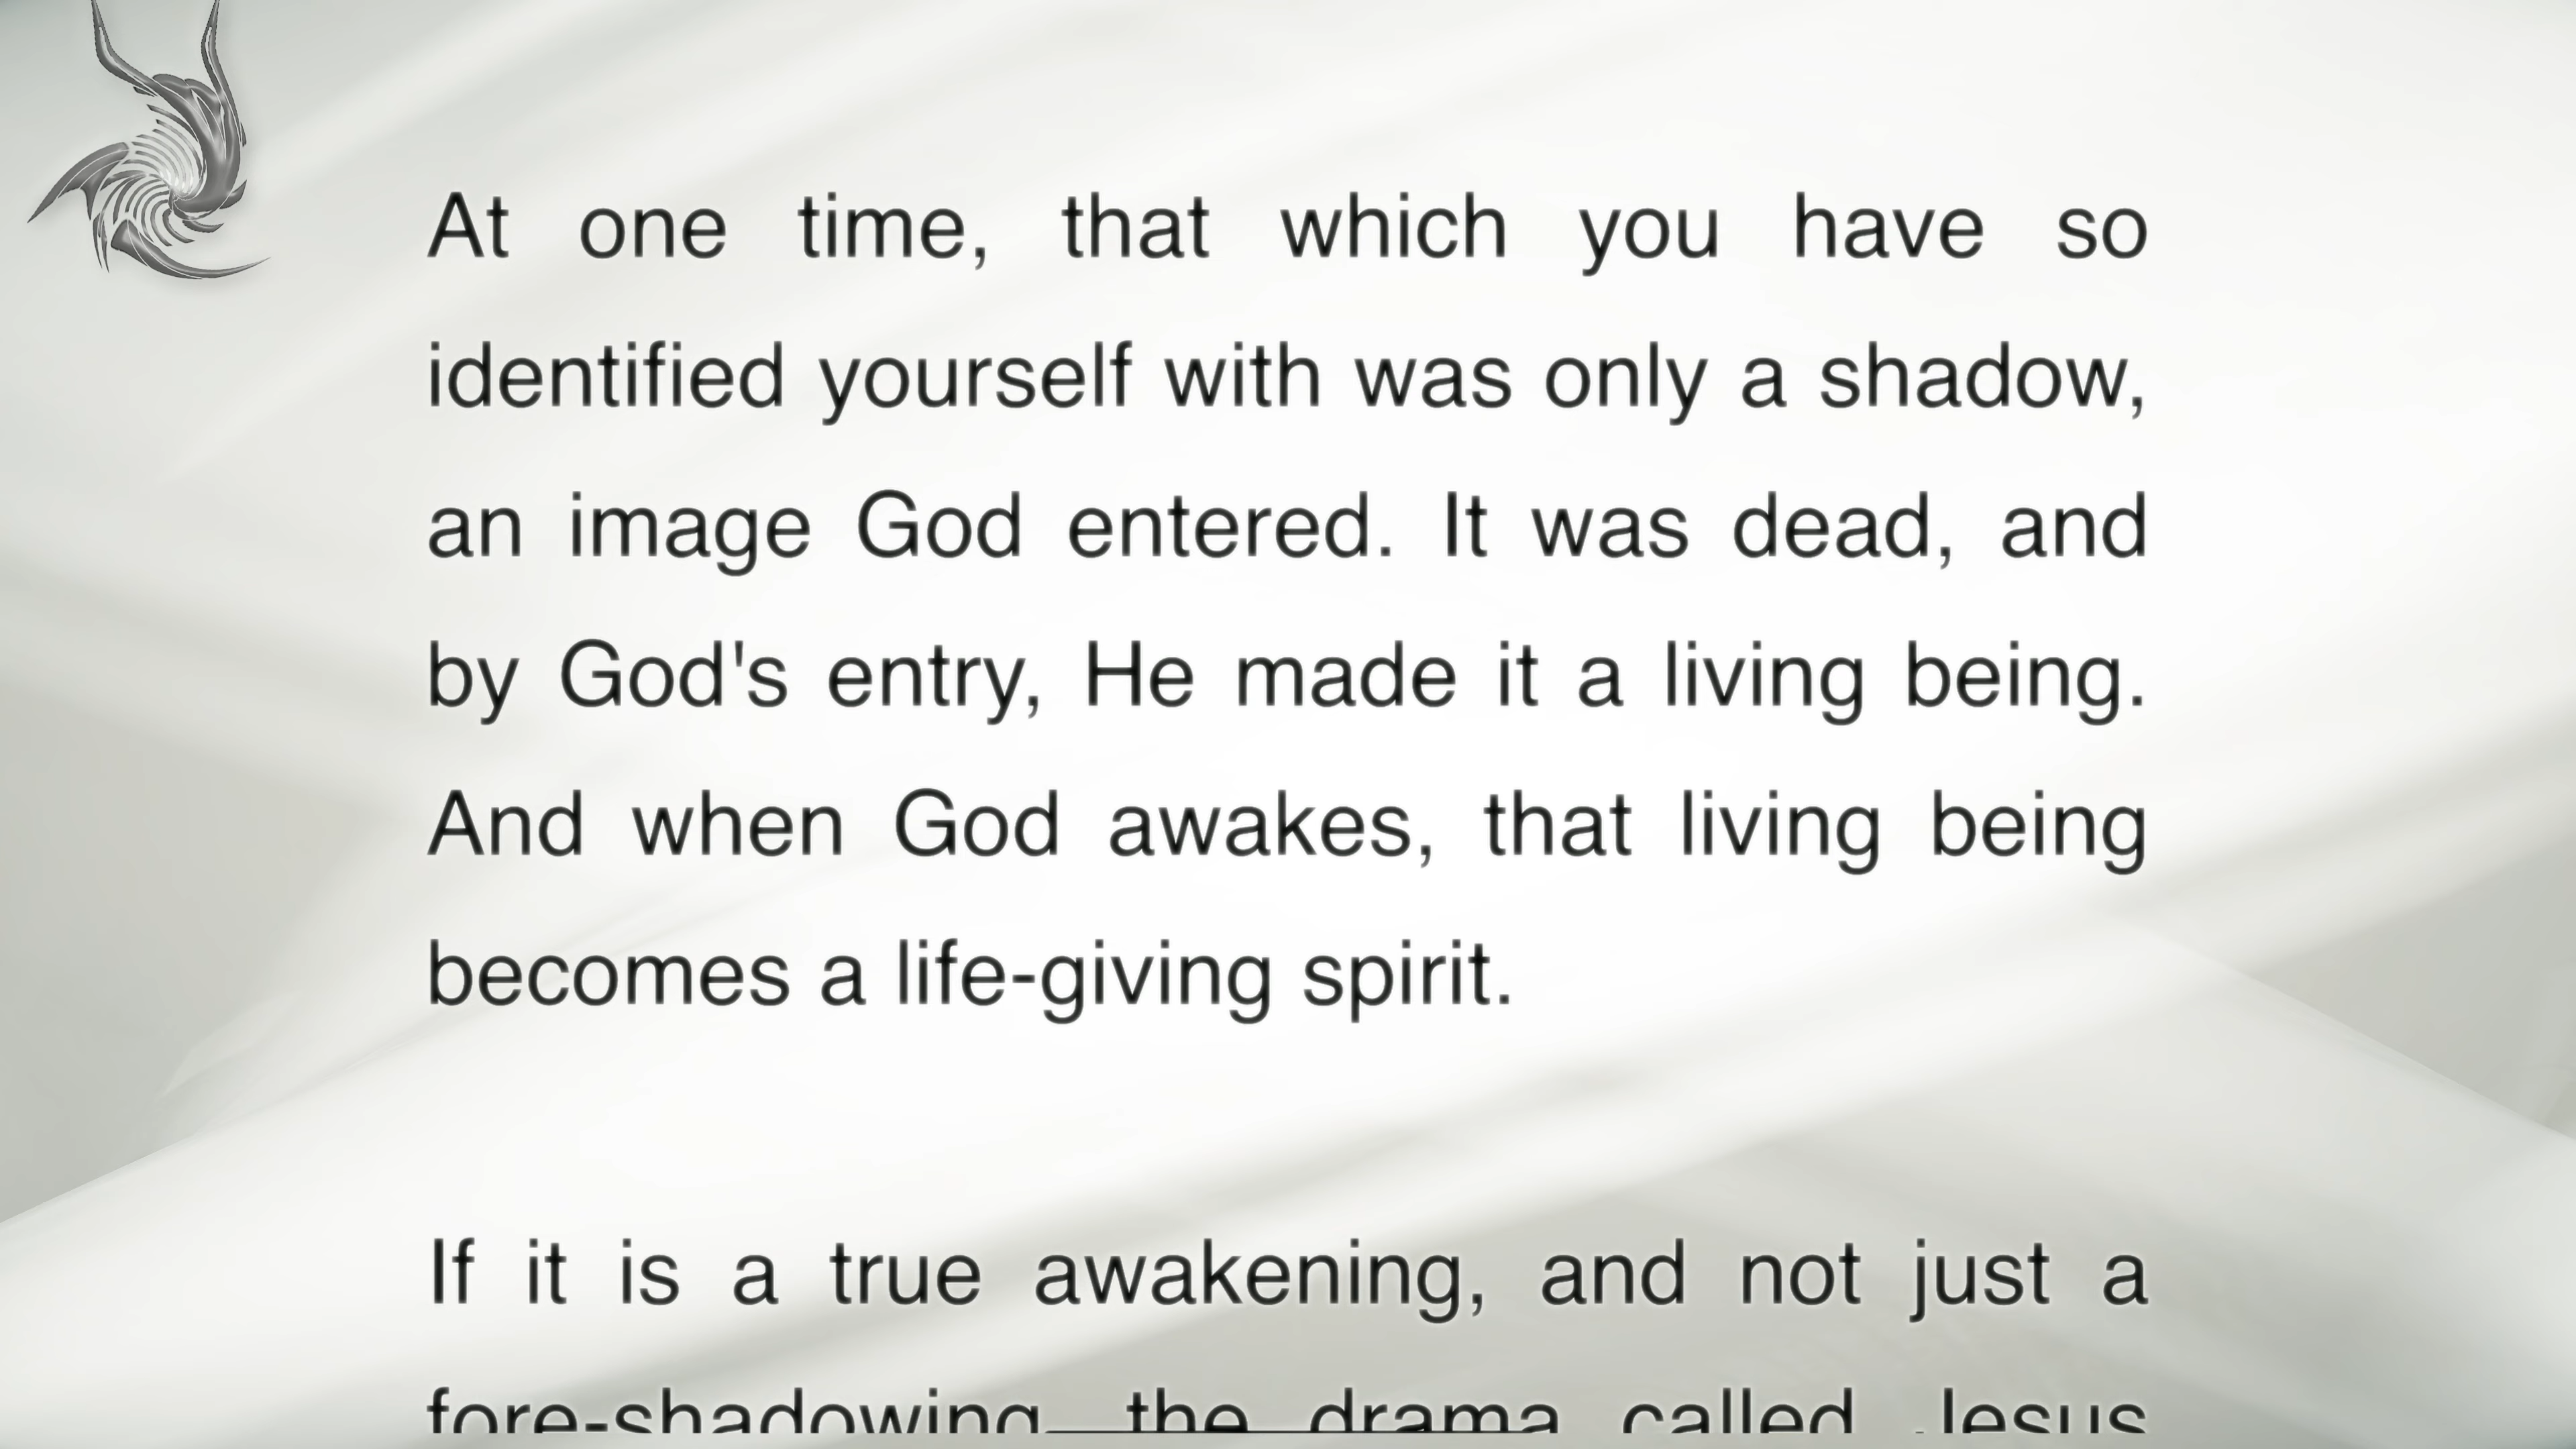 At one time, that which you have so
identified yourself with was only a shadow,
an image God entered. It was dead, and
by God's entry, He made it a living being.
And when God awakes, that living being
becomes a life-giving spirit.
If it is a true awakening, and not just a
fore-shadowing the drama called Jesus